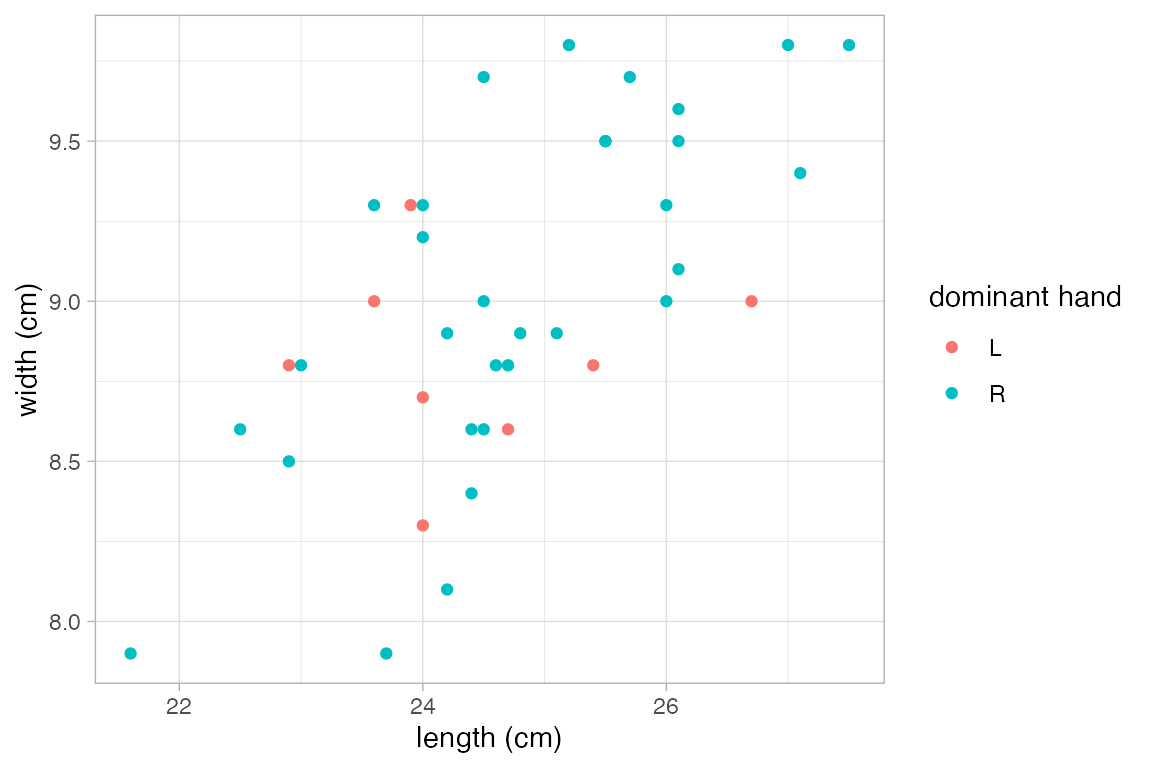 9.5
9.0
8.5
8.0
width (cm)
22
24
26
length (cm)
dominant hand
L
R